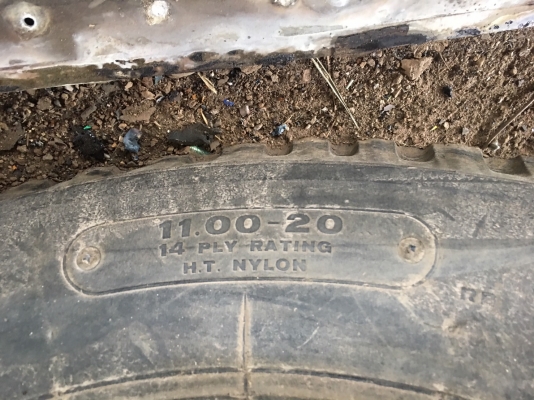 11.00-20
14-PLY RATING
H.T. NYLON